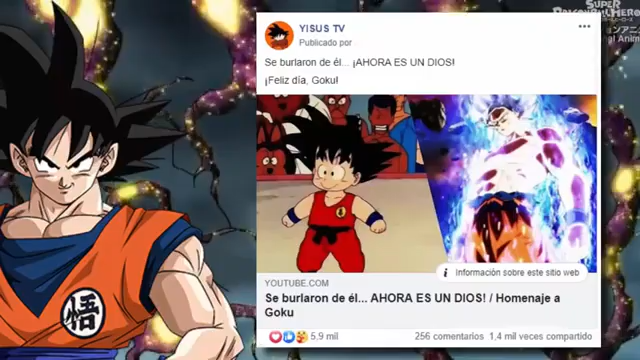 YISUS TV
Publicado por
Se burlaron de él... ¡AHORA ES UN DIOS!
¡Feliz día, Goku!
YOUTUBE.COM
Información sobre este sitio web
Se burlaron de él... AHORA ES UN DIOS! / Homenaje a
Goku
5,9 mil
256 comentarios
1,4 mil veces compartido
悟
SUPER